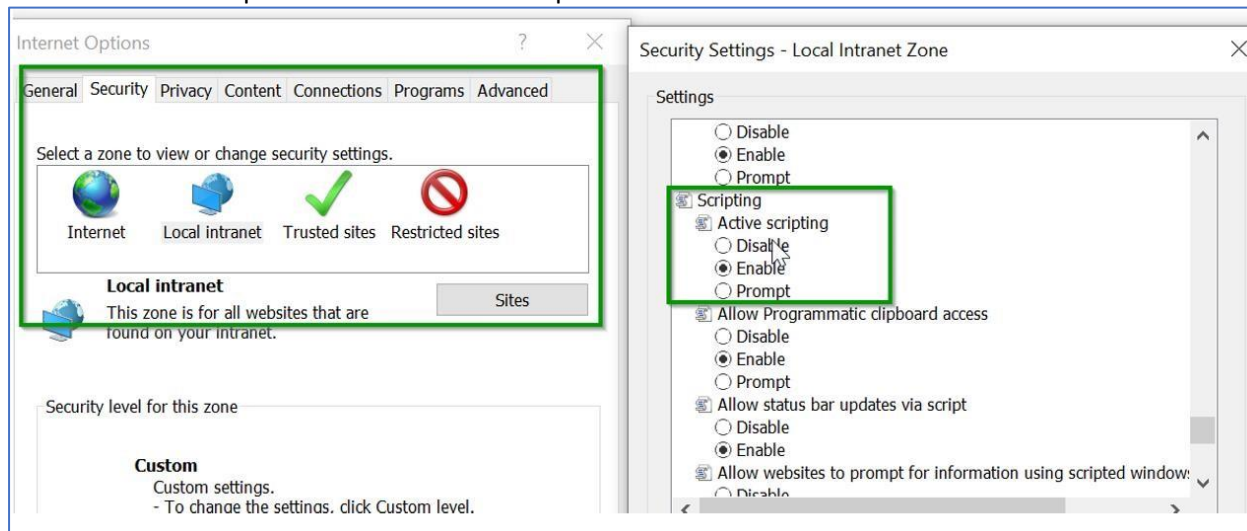 Internet Options
General Security Privacy Content Connections Programs Advanced
Select a zone to view or change security settings.
Internet Local intranet Trusted sites Restricted sites
Local intranet
This zone is for all websites that are
found on your intranet.
Sites
Security level for this zone
Custom
Custom settings.
- To change the settings, click Custom level.
Security Settings - Local Intranet Zone
Settings
Disable
Enable
Prompt
Scripting
Active scripting
Disable
Enable
Prompt
Allow Programmatic clipboard access
Disable
Enable
Prompt
Allow status bar updates via script
Disable
Enable
Allow websites to prompt for information using scripted window
Disable